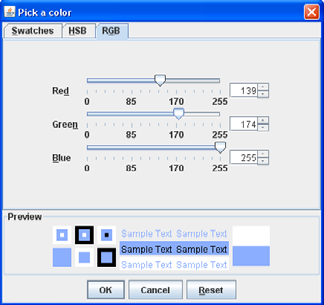 Pick a color
Swatches HSB RGB
Red 139
0 85 170 255
Green 174
0 85 170 255
Blue 255
0 85 170 255
Preview
Sample Text Sample Text
Sample Text Sample Text
Sample Text Sample Text
OK Cancel Reset